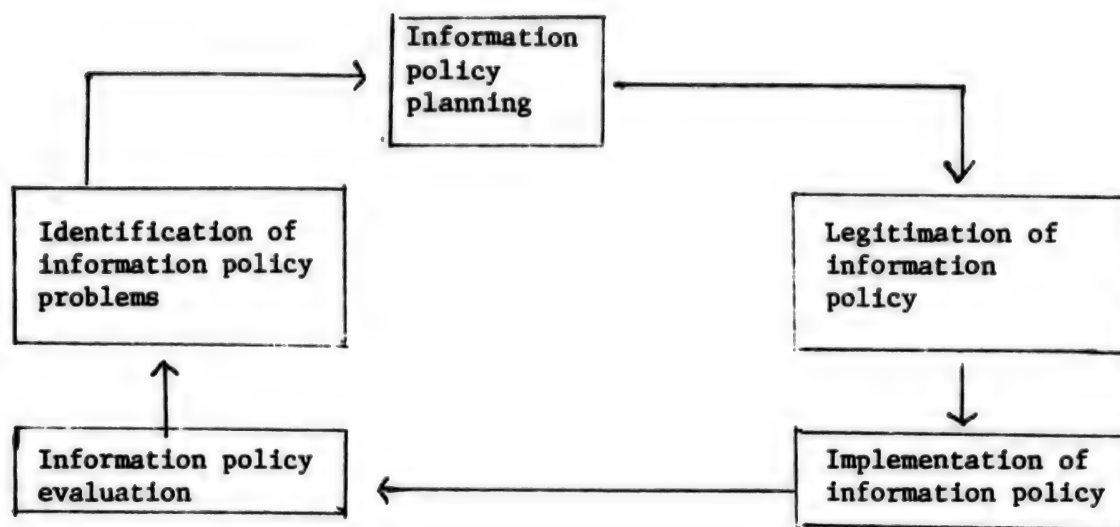 Information
policy
planning
Identification of
information policy
problems
Legitimation of
information
policy
Information policy
evaluation
Implementation of
information policy